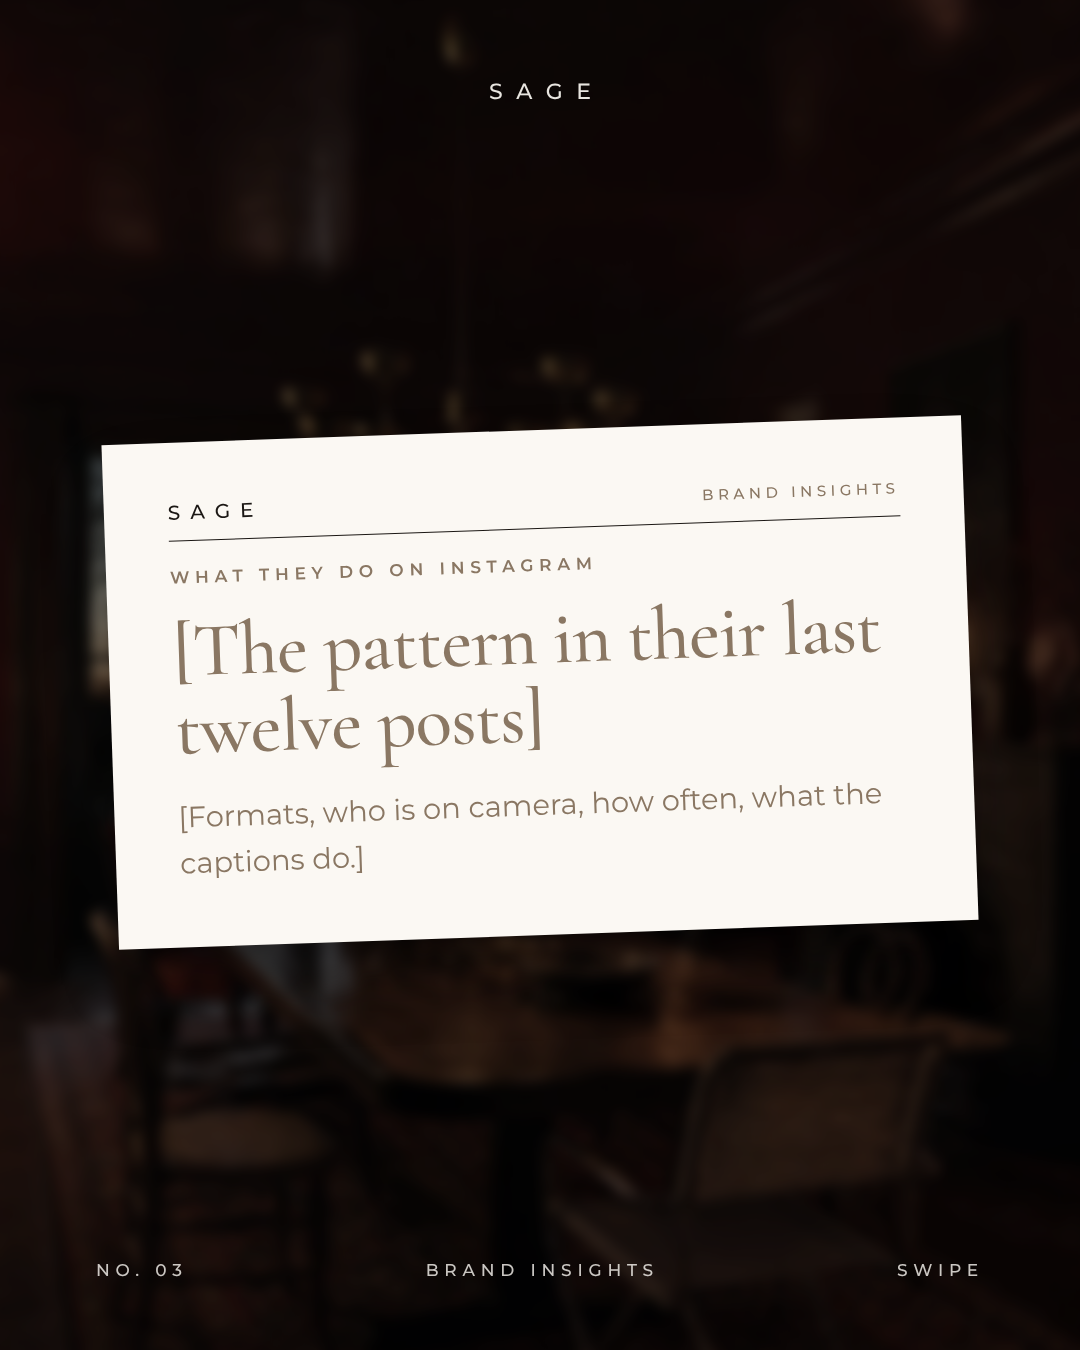 SAGE
SAGE
BRAND INSIGHTS
WHAT THEY DO ON INSTAGRAM
[The pattern in their last
twelve posts]
[Formats, who is on camera, how often, what the
captions do.]
NO. 03
BRAND INSIGHTS
SWIPE